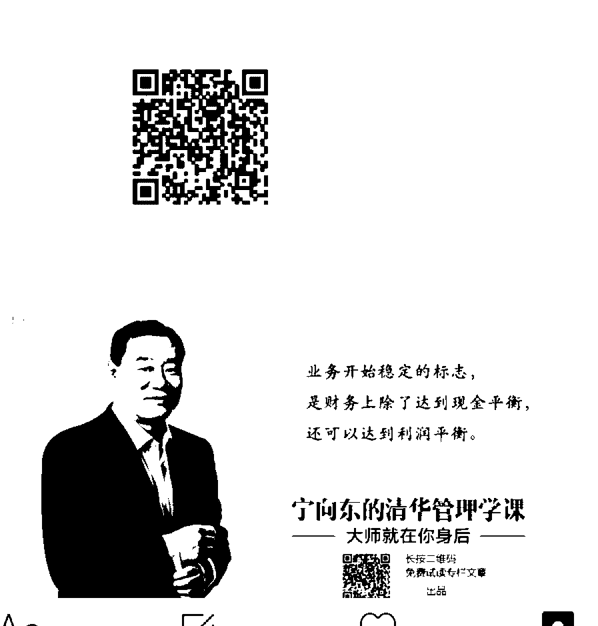 业务开始稳定的标志，
是财务上除了达到现金平衡，
还可以达到利润平衡。
宁向东的清华管理学课
大师就在你身后
长按二维码
免费试读专栏文章
出品